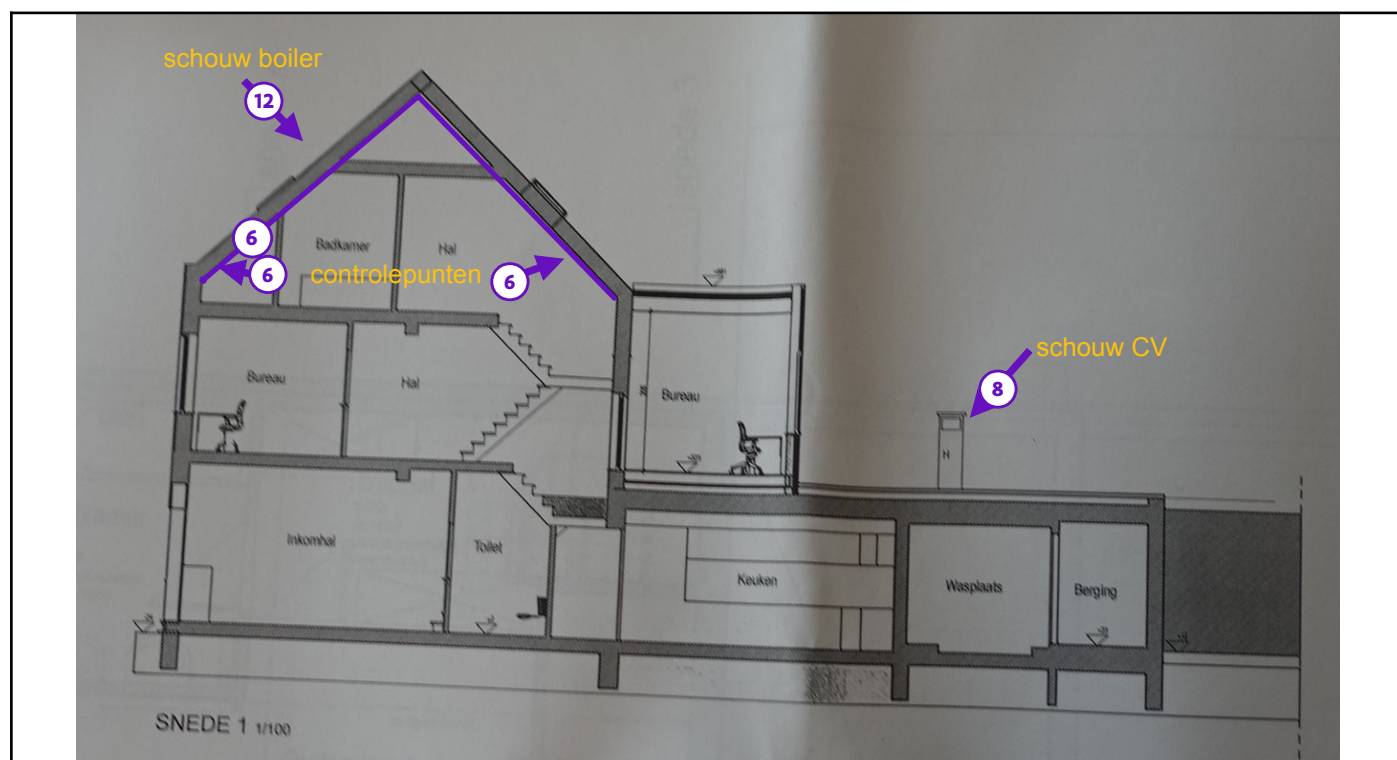 schouw boiler
12
6
Badkamer
Hal
6
controlepunten
6
schouw CV
8
Bureau
Hal
Bureau
H
Inkomhal
Toilet
Keuken
Wasplaats
Berging
SNEDE 1 1/100